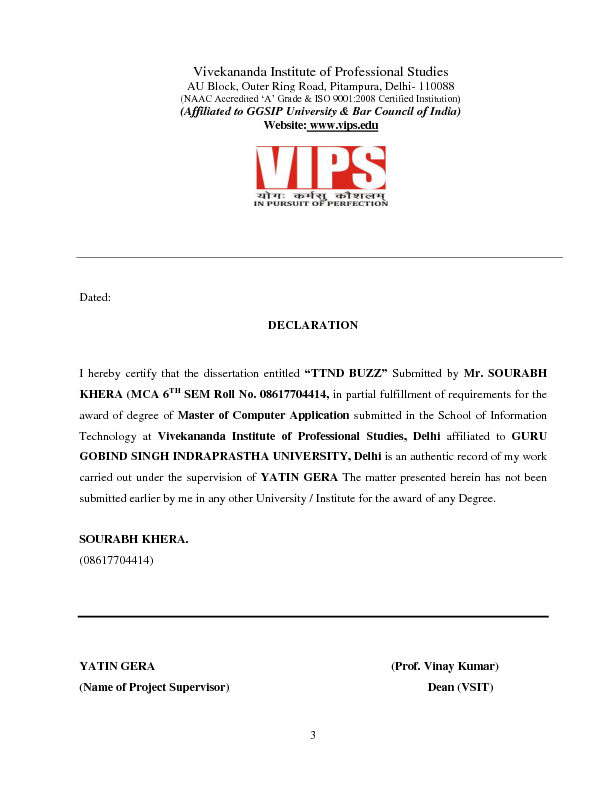 Vivekananda Institute of Professional Studies
AU Block, Outer Ring Road, Pitampura, Delhi- 110088
(NAAC Accredited ‘A’ Grade & ISO 9001:2008 Certified Institution)
(Affiliated to GGSIP University & Bar Council of India)
Website: www.vips.edu
VIPS
योगः कर्मसु कौशलम्
IN PURSUIT OF PERFECTION
Dated:
DECLARATION
I hereby certify that the dissertation entitled “TTND BUZZ” Submitted by Mr. SOURABH
KHERA (MCA 6TH SEM Roll No. 08617704414, in partial fulfillment of requirements for the
award of degree of Master of Computer Application submitted in the School of Information
Technology at Vivekananda Institute of Professional Studies, Delhi affiliated to GURU
GOBIND SINGH INDRAPRASTHA UNIVERSITY, Delhi is an authentic record of my work
carried out under the supervision of YATIN GERA The matter presented herein has not been
submitted earlier by me in any other University / Institute for the award of any Degree.
SOURABH KHERA.
(08617704414)
YATIN GERA (Prof. Vinay Kumar)
(Name of Project Supervisor) Dean (VSIT)
3